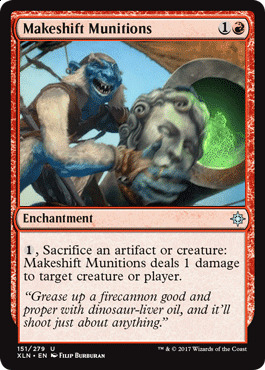 Makeshift Munitions 1
Enchantment
1, Sacrifice an artifact or creature:
Makeshift Munitions deals 1 damage
to target creature or player.
"Grease up a firecannon good and
proper with dinosaur-liver oil, and it'll
shoot just about anything."
151/279 U
XLN • EN FILIP BURBURAN
™ & © 2017 Wizards of the Coast